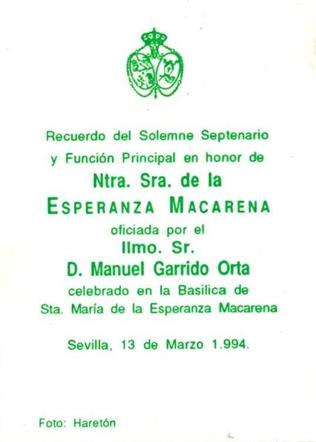 Recuerdo del Solemne Septenario
y Función Principal en honor de
Ntra. Sra. de la
ESPERANZA MACARENA
oficiada por el
Ilmo. Sr.
D. Manuel Garrido Orta
celebrado en la Basilica de
Sta. María de la Esperanza Macarena
Sevilla, 13 de Marzo 1.994.
Foto: Haretón